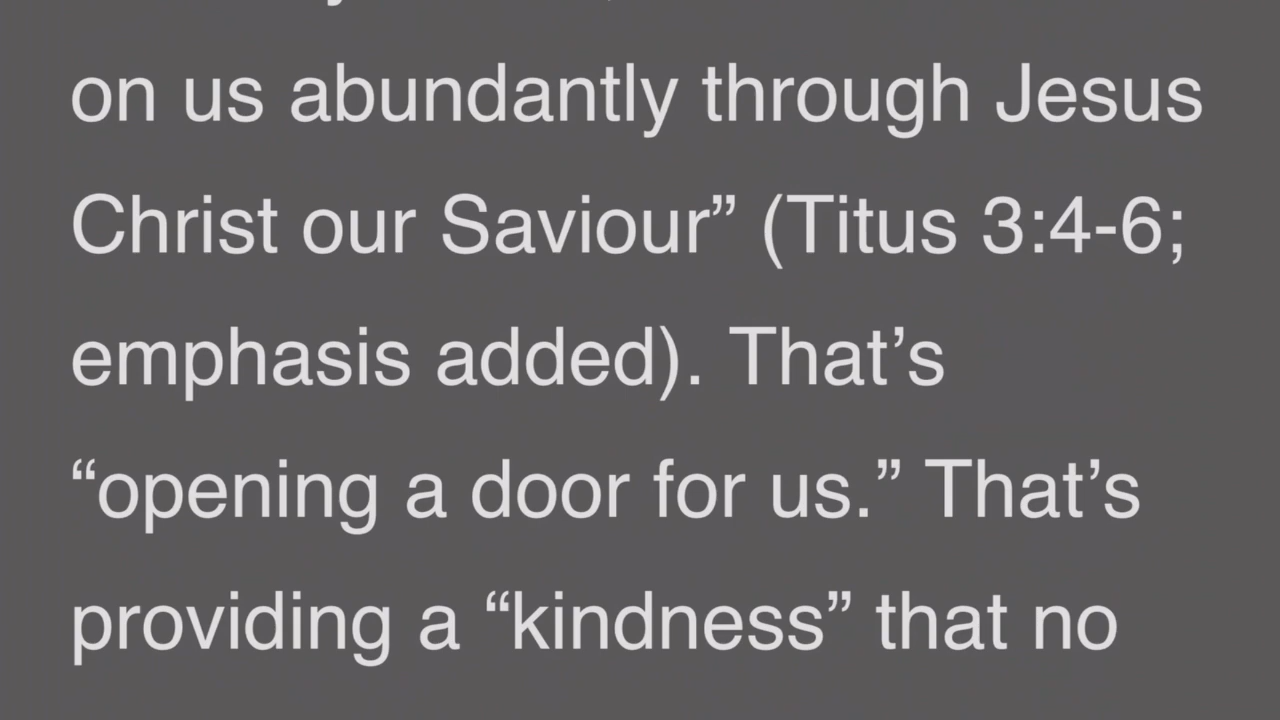 on us abundantly through Jesus
Christ our Saviour” (Titus 3:4-6;
emphasis added). That’s
“opening a door for us.” That’s
providing a “kindness” that no